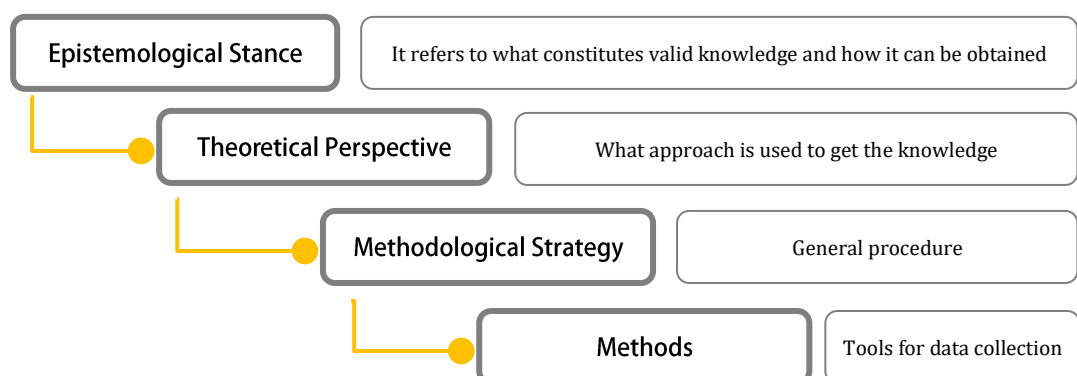 Epistemological Stance
It refers to what constitutes valid knowledge and how it can be obtained
Theoretical Perspective
What approach is used to get the knowledge
Methodological Strategy
General procedure
Methods
Tools for data collection